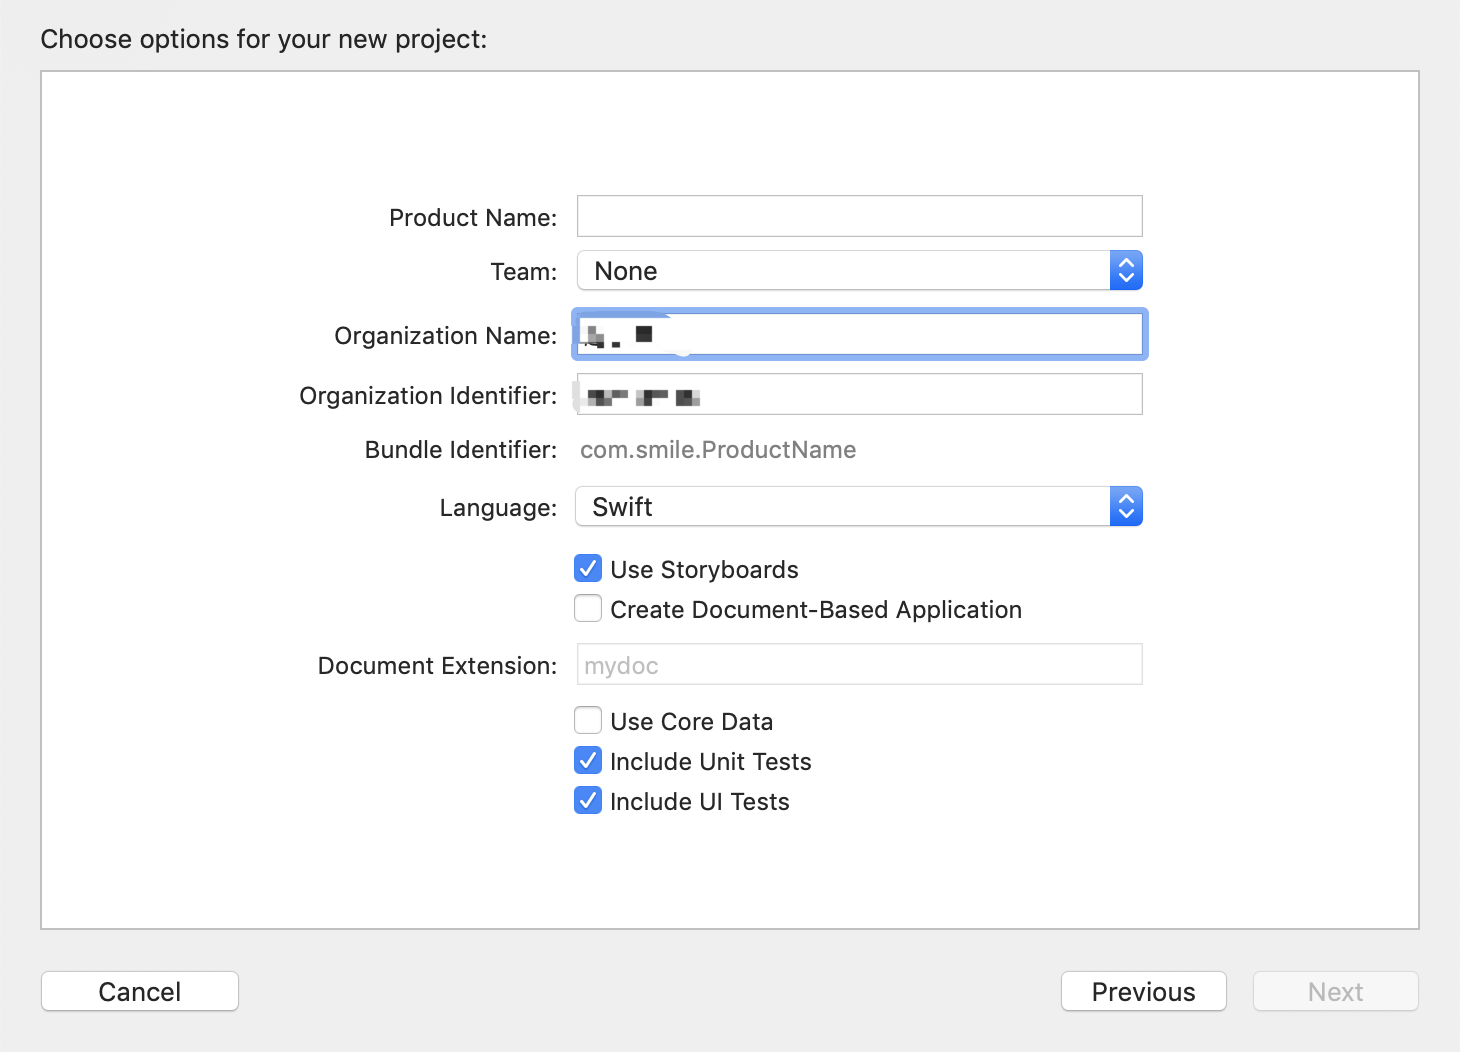 Choose options for your new project:
Product Name:
Team: None
Organization Name:
Organization Identifier:
Bundle Identifier: com.smile.ProductName
Language: Swift
Use Storyboards
Create Document-Based Application
Document Extension: mydoc
Use Core Data
Include Unit Tests
Include UI Tests
Cancel Previous Next